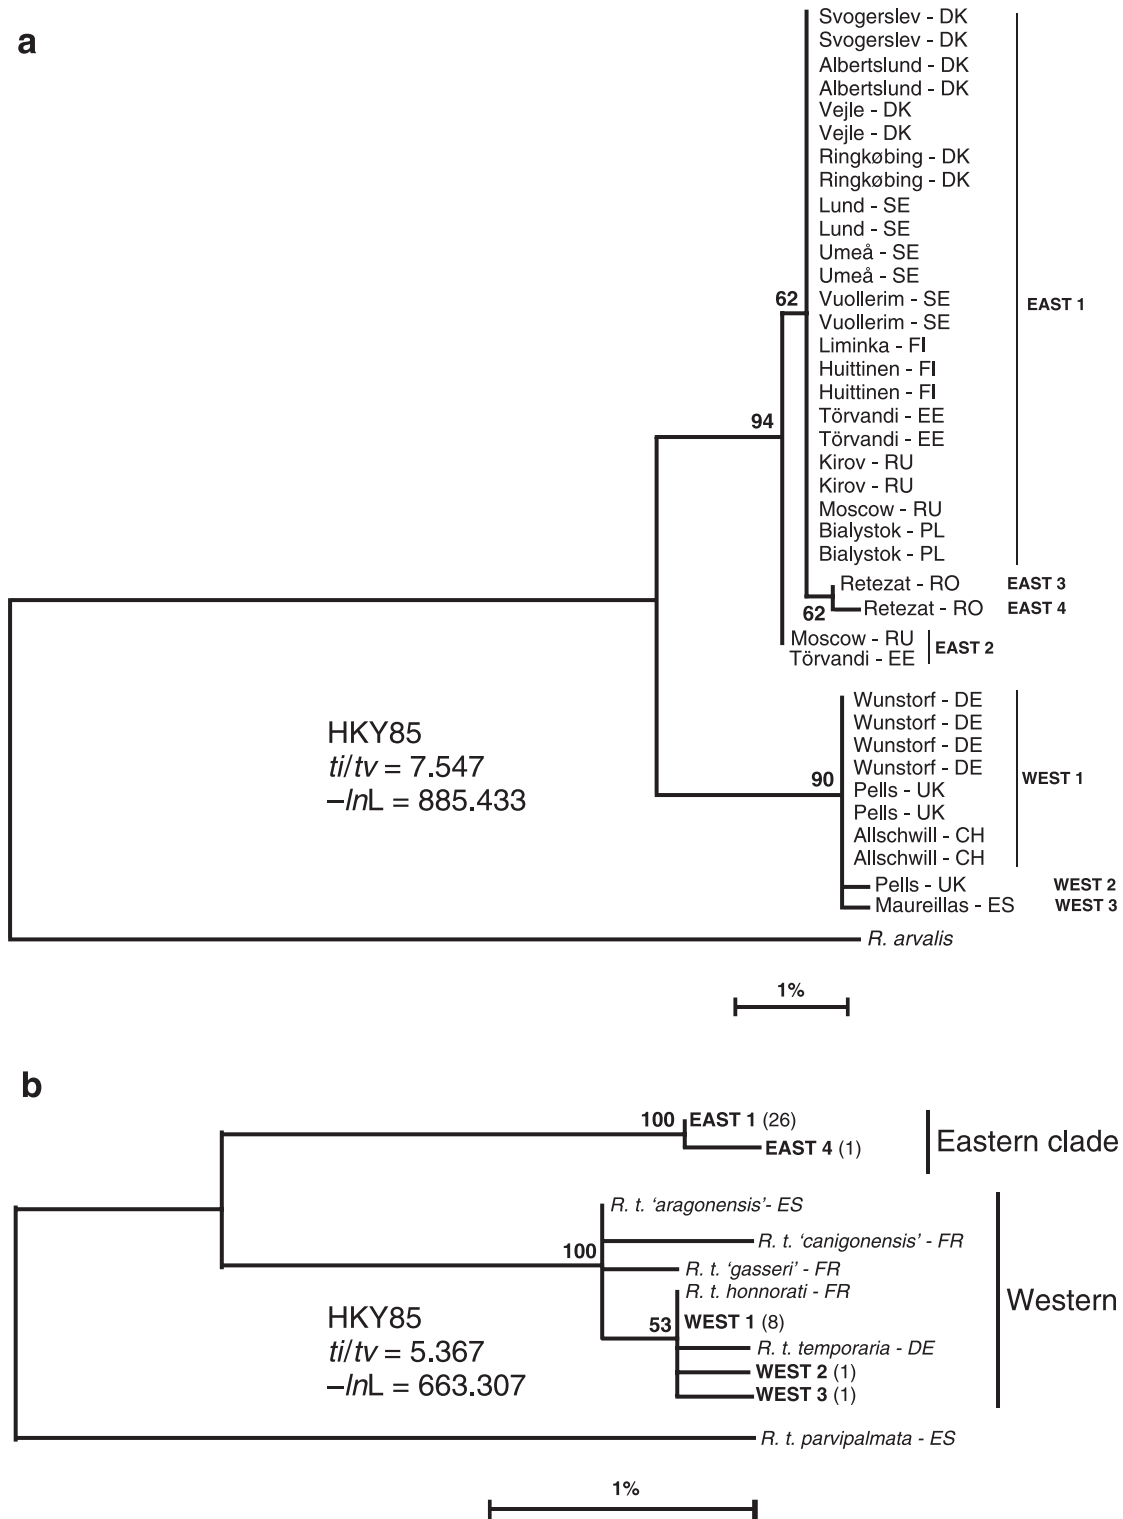 a
Svogerslev - DK
Svogerslev - DK
Albertslund - DK
Albertslund - DK
Vejle - DK
Vejle - DK
Ringkøbing - DK
Ringkøbing - DK
Lund - SE
Lund - SE
Umeå - SE
Umeå - SE
62
Vuollerim - SE
EAST 1
Vuollerim - SE
Liminka - FI
Huittinen - FI
Huittinen - FI
94
Törvandi - EE
Törvandi - EE
Kirov - RU
Kirov - RU
Moscow - RU
Bialystok - PL
Bialystok - PL
Retezat - RO EAST 3
62
Retezat - RO EAST 4
Moscow - RU
EAST 2
Törvandi - EE
Wunstorf - DE
Wunstorf - DE
Wunstorf - DE
Wunstorf - DE
90
WEST 1
Pells - UK
Pells - UK
Allschwill - CH
Allschwill - CH
Pells - UK WEST 2
Maureillas - ES WEST 3
R. arvalis
HKY85
ti/tv = 7.547
–lnL = 885.433
1%
b
100 EAST 1 (26)
EAST 4 (1)
Eastern clade
R. t. ‘aragonensis’- ES
R. t. ‘canigonensis’ - FR
100
R. t. ‘gasseri’ - FR
R. t. honnorati - FR
53 WEST 1 (8)
R. t. temporaria - DE
WEST 2 (1)
WEST 3 (1)
Western
R. t. parvipalmata - ES
HKY85
ti/tv = 5.367
–lnL = 663.307
1%